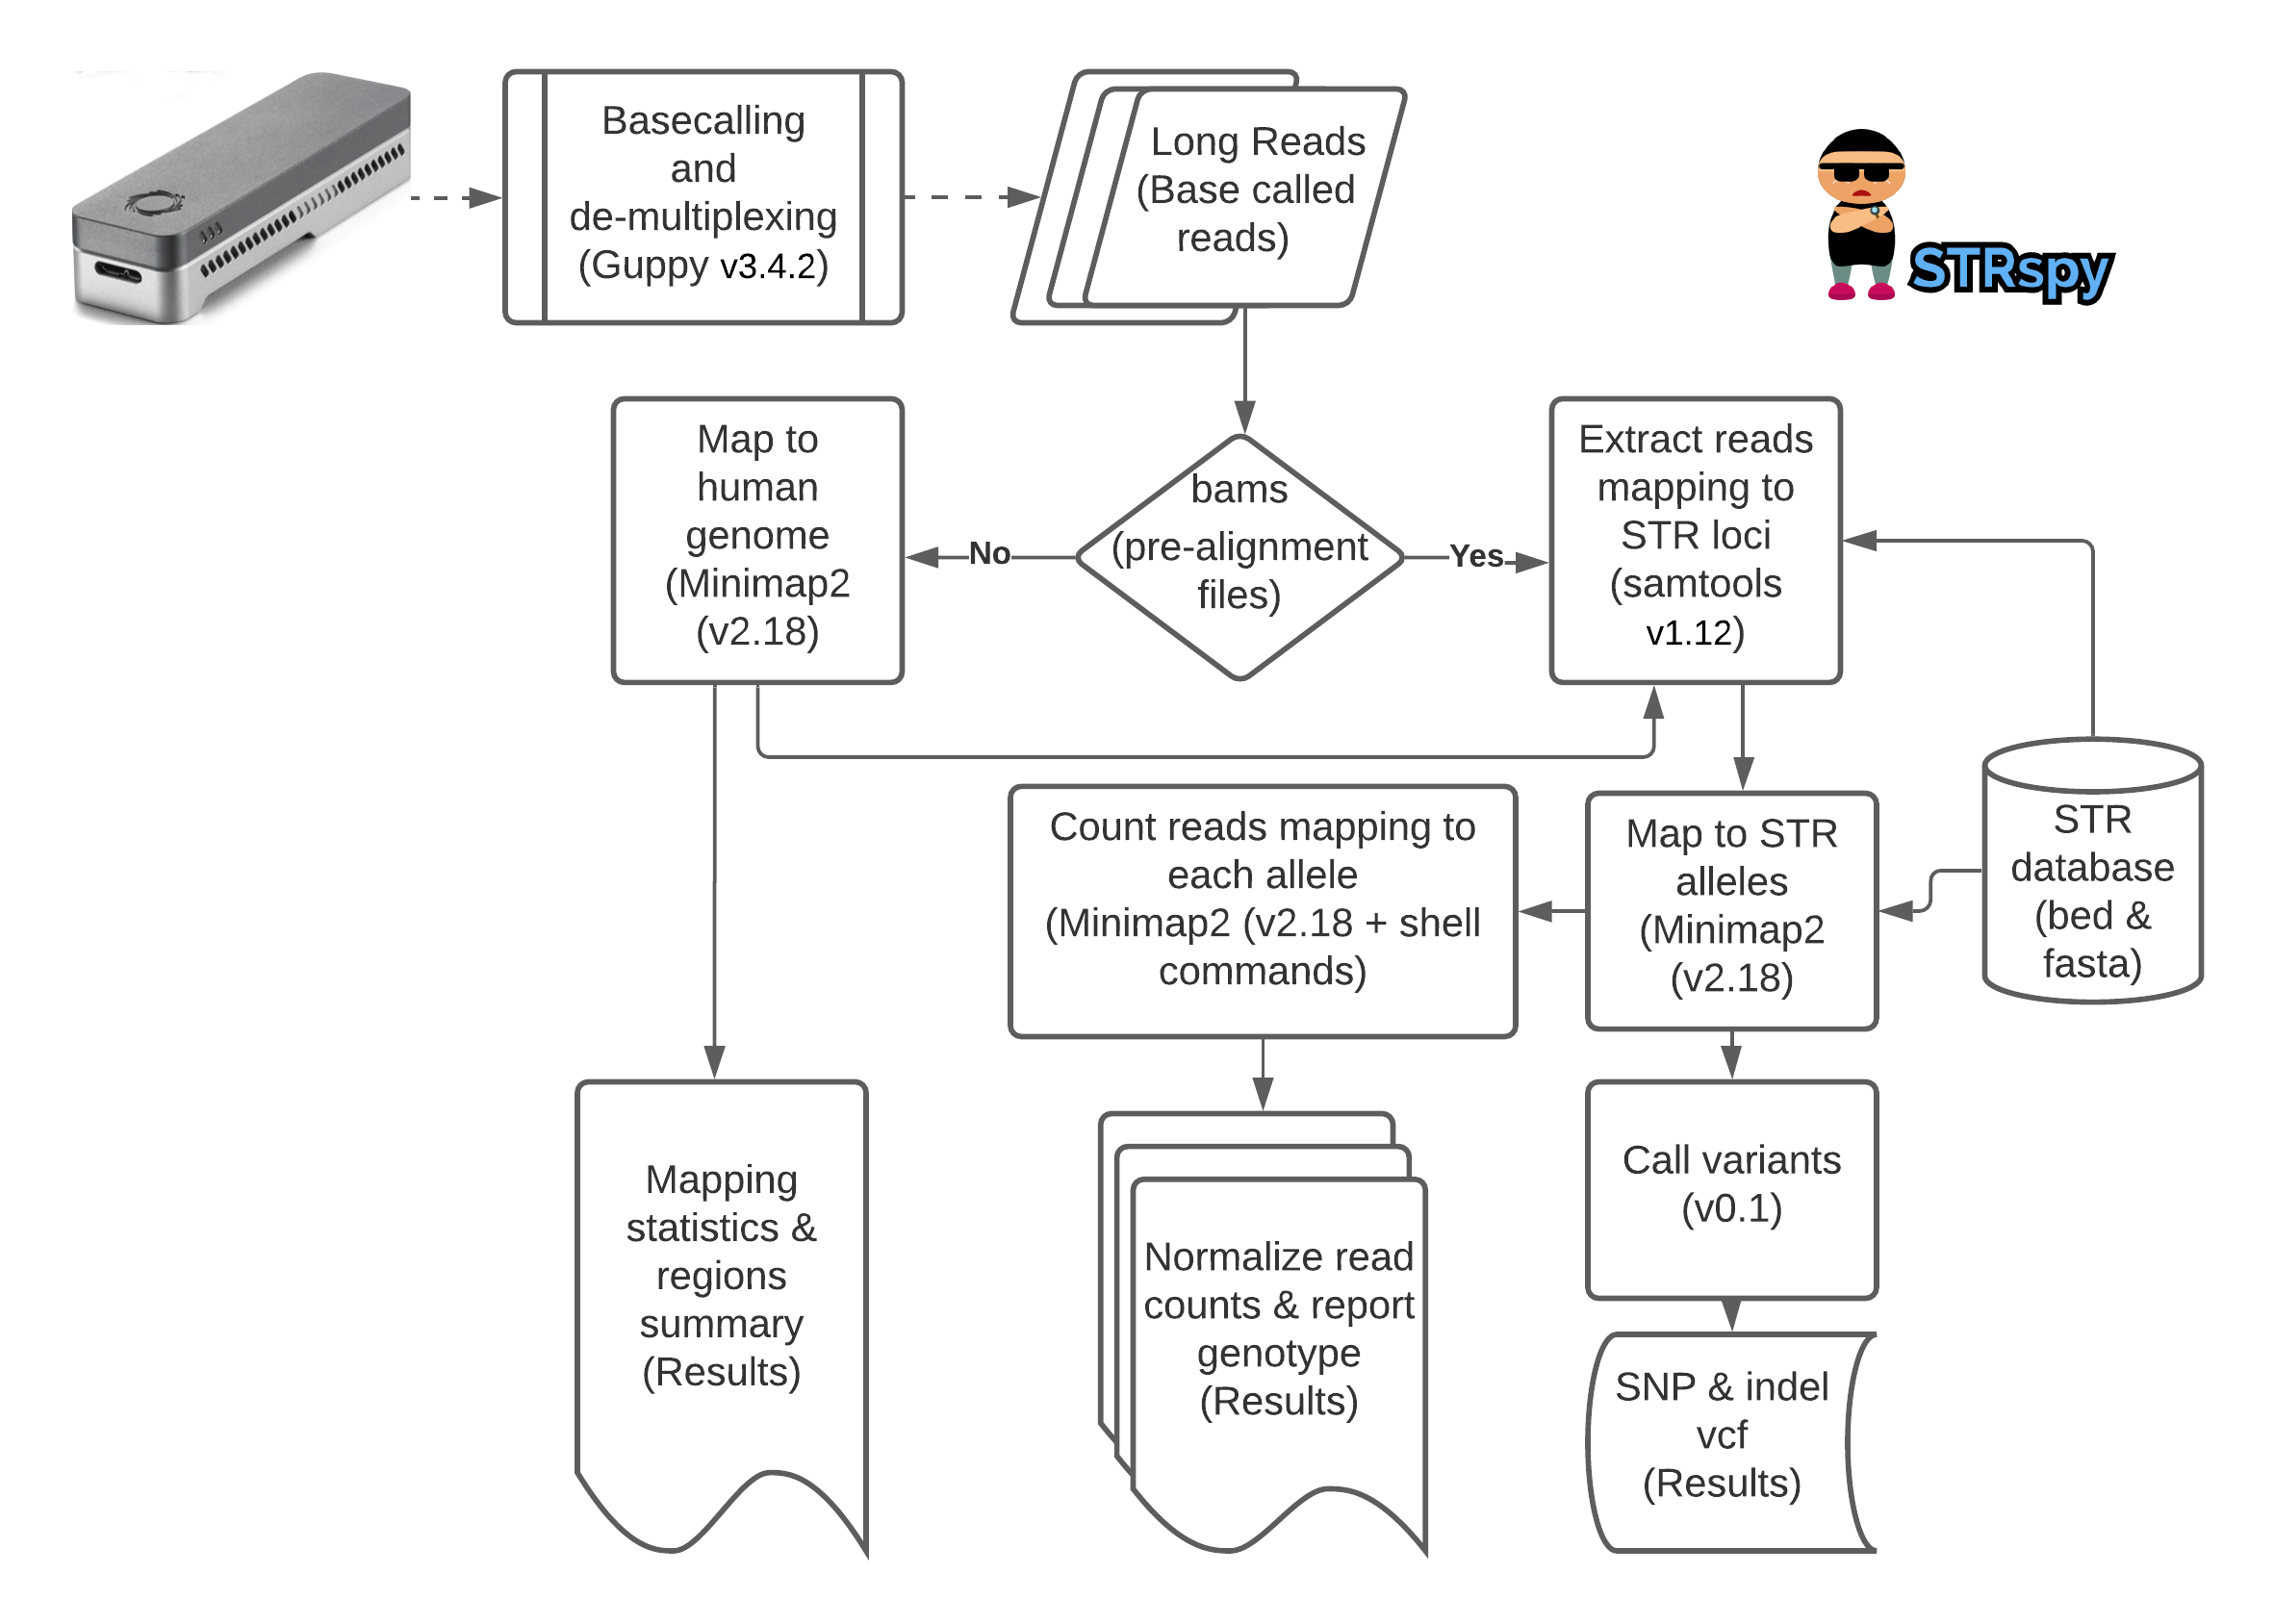 Basecalling
and
de-multiplexing
(Guppy v3.4.2)
Long Reads
(Base called
reads)
STRspy
Map to
human
genome
(Minimap2
(v2.18)
No
bams
(pre-alignment
files)
Yes
Extract reads
mapping to
STR loci
(samtools
v1.12)
Count reads mapping to
each allele
(Minimap2 (v2.18 + shell
commands)
Map to STR
alleles
(Minimap2
(v2.18)
STR
database
(bed &
fasta)
Mapping
statistics &
regions
summary
(Results)
Normalize read
counts & report
genotype
(Results)
Call variants
(v0.1)
SNP & indel
vcf
(Results)